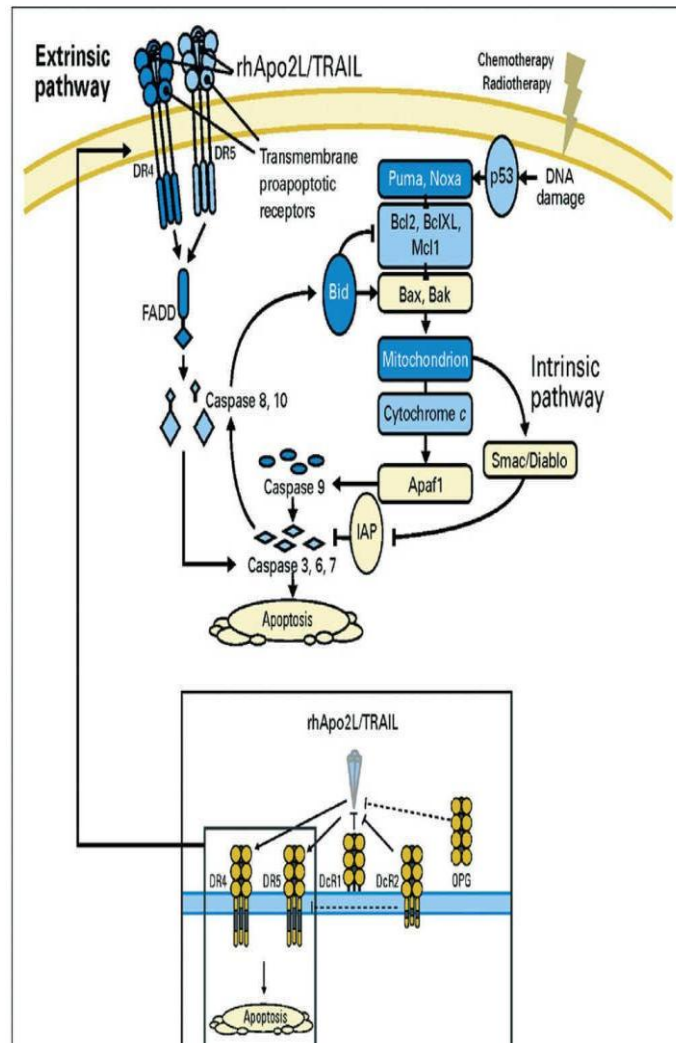 Extrinsic
pathway
rhApo2L/TRAIL
Chemotherapy
Radiotherapy
DR4
DR5
Transmembrane
proapoptotic
receptors
Puma, Noxa
p53
DNA
damage
Bcl2, BclXL,
Mcl1
Bid
Bax, Bak
FADD
Mitochondrion
Intrinsic
pathway
Caspase 8, 10
Cytochrome c
Smac/Diablo
Caspase 9
Apaf1
IAP
Caspase 3, 6, 7
Apoptosis
rhApo2L/TRAIL
DR4
DR5
DcR1
DcR2
OPG
Apoptosis